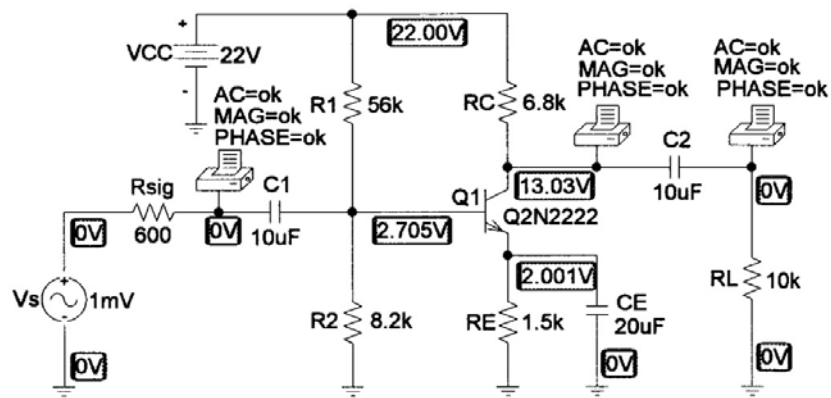 +
VCC
22V
-
22.00V
AC=ok
MAG=ok
PHASE=ok
AC=ok
MAG=ok
PHASE=ok
AC=ok
MAG=ok
PHASE=ok
R1
56k
RC
6.8k
C2
10uF
Rsig
600
C1
10uF
0V
0V
2.705V
Q1
13.03V
Q2N2222
0V
Vs
+
-
1mV
R2
8.2k
2.001V
RE
1.5k
CE
20uF
RL
10k
0V
0V
0V